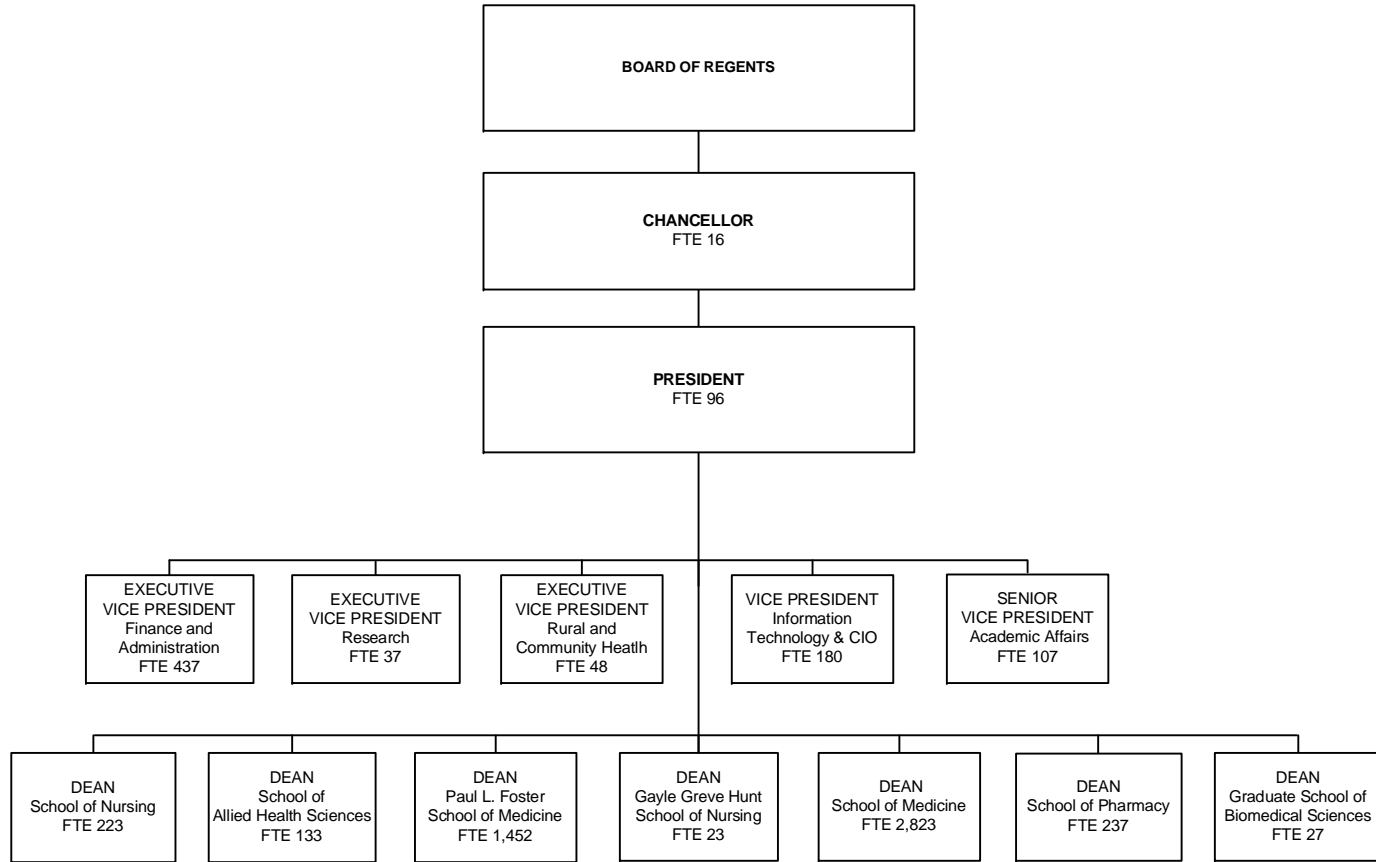 BOARD OF REGENTS
CHANCELLOR
FTE 16
PRESIDENT
FTE 96
EXECUTIVE
VICE PRESIDENT
Finance and
Administration
FTE 437
EXECUTIVE
VICE PRESIDENT
Research
FTE 37
EXECUTIVE
VICE PRESIDENT
Rural and
Community Heatlh
FTE 48
VICE PRESIDENT
Information
Technology & CIO
FTE 180
SENIOR
VICE PRESIDENT
Academic Affairs
FTE 107
DEAN
School of Nursing
FTE 223
DEAN
School of
Allied Health Sciences
FTE 133
DEAN
Paul L. Foster
School of Medicine
FTE 1,452
DEAN
Gayle Greve Hunt
School of Nursing
FTE 23
DEAN
School of Medicine
FTE 2,823
DEAN
School of Pharmacy
FTE 237
DEAN
Graduate School of
Biomedical Sciences
FTE 27